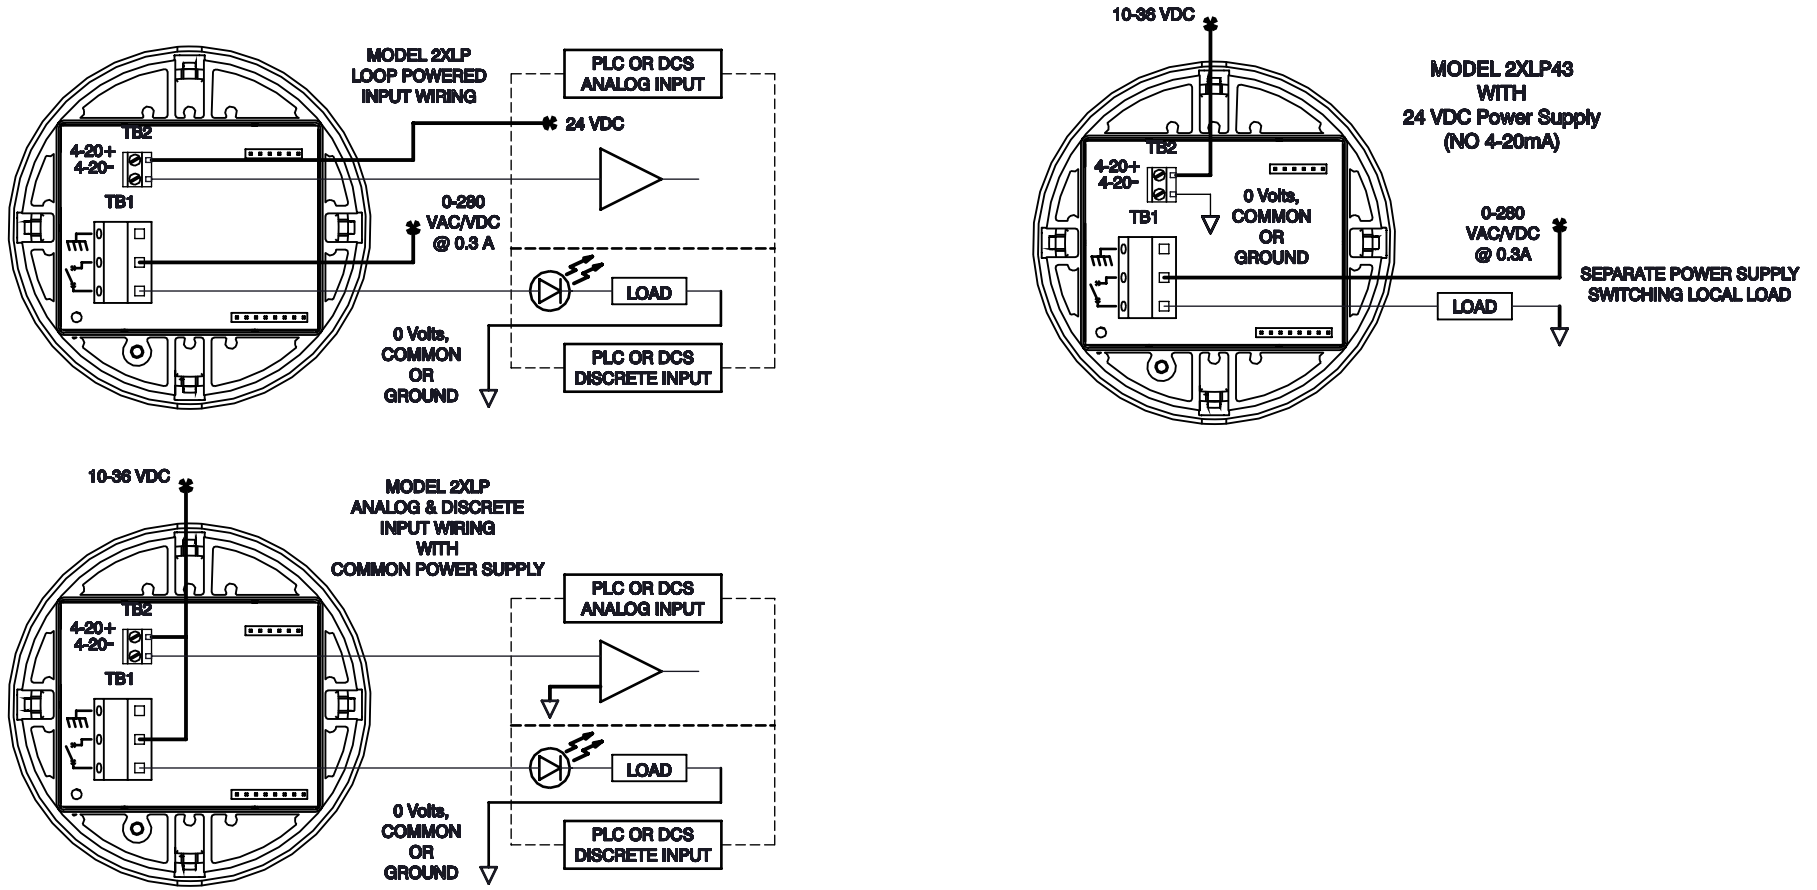 MODEL 2XLP
LOOP POWERED
INPUT WIRING
PLC OR DCS
ANALOG INPUT
24 VDC
TB2
4-20+
4-20-
TB1
0-280
VAC/VDC
@ 0.3 A
LOAD
0 Volts,
COMMON
OR
GROUND
PLC OR DCS
DISCRETE INPUT
10-36 VDC
MODEL 2XLP43
WITH
24 VDC Power Supply
(NO 4-20mA)
TB2
4-20+
4-20-
TB1
0 Volts,
COMMON
OR
GROUND
0-280
VAC/VDC
@ 0.3A
SEPARATE POWER SUPPLY
SWITCHING LOCAL LOAD
LOAD
10-36 VDC
MODEL 2XLP
ANALOG & DISCRETE
INPUT WIRING
WITH
COMMON POWER SUPPLY
PLC OR DCS
ANALOG INPUT
TB2
4-20+
4-20-
TB1
LOAD
0 Volts,
COMMON
OR
GROUND
PLC OR DCS
DISCRETE INPUT